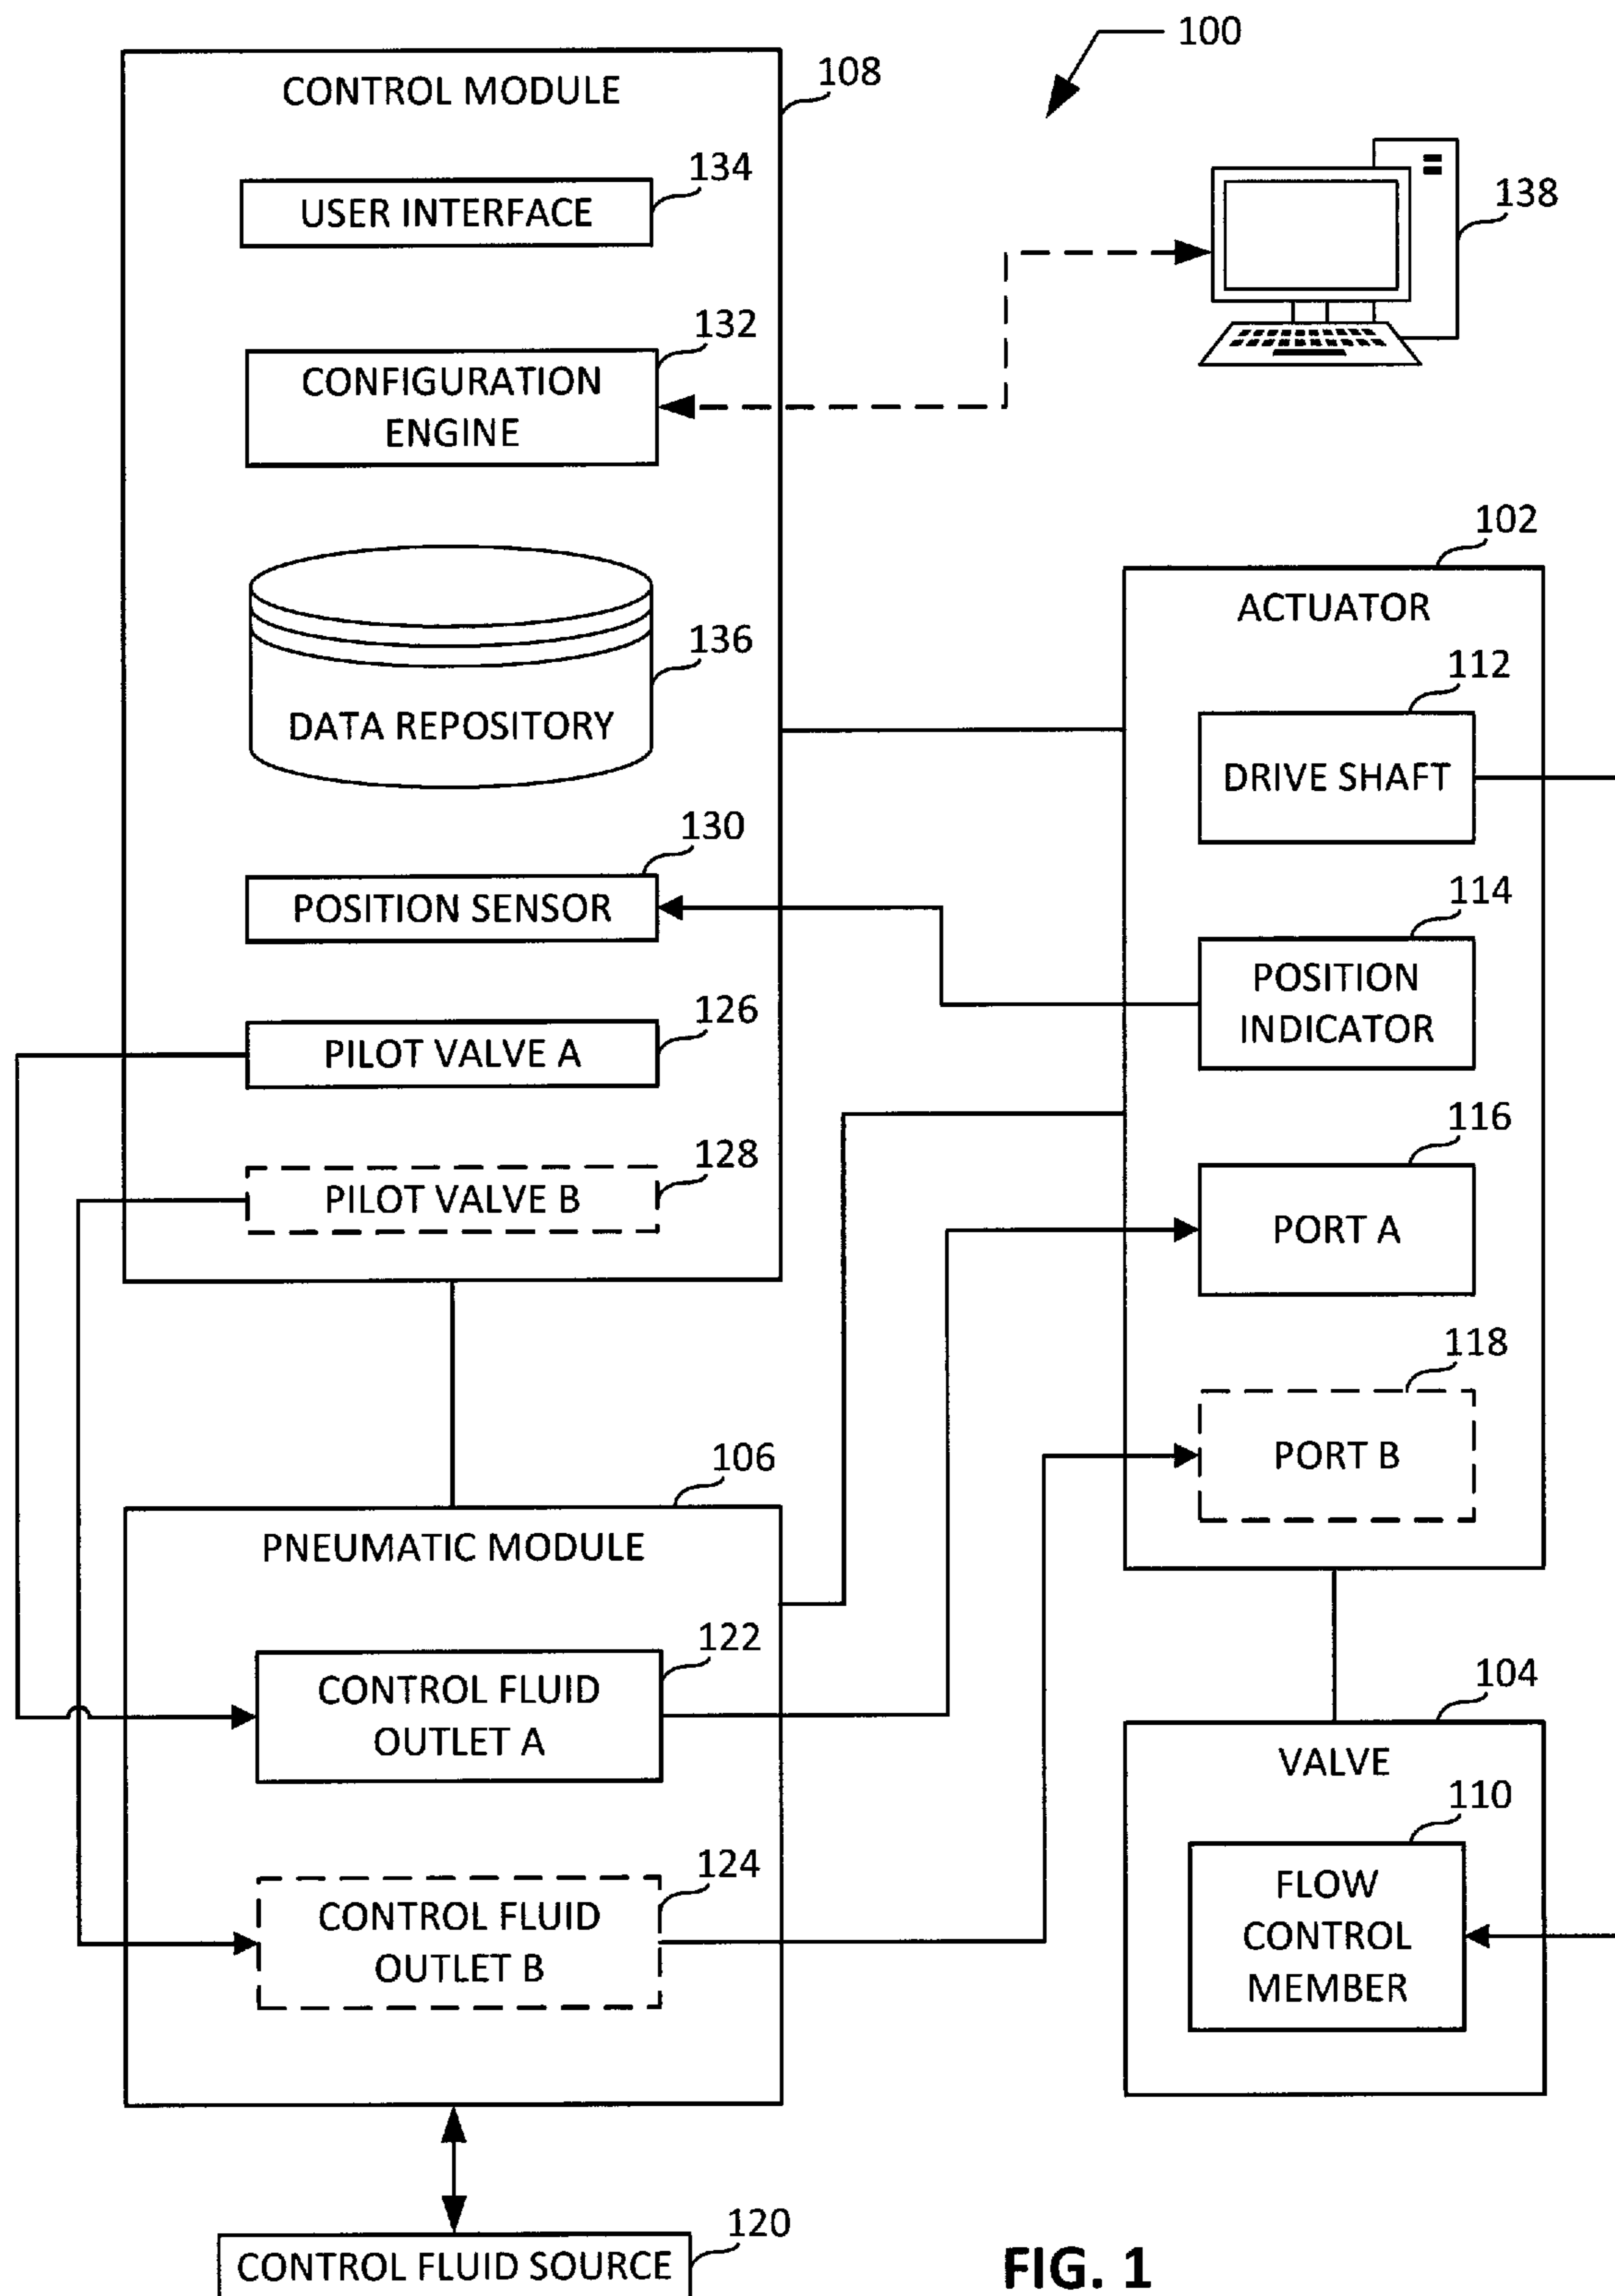 100
CONTROL MODULE
108
134
USER INTERFACE
138
132
CONFIGURATION
ENGINE
136
DATA REPOSITORY
102
ACTUATOR
112
DRIVE SHAFT
130
POSITION SENSOR
114
POSITION
INDICATOR
126
PILOT VALVE A
128
PILOT VALVE B
116
PORT A
118
PORT B
106
PNEUMATIC MODULE
122
CONTROL FLUID
OUTLET A
124
CONTROL FLUID
OUTLET B
104
VALVE
110
FLOW
CONTROL
MEMBER
120
CONTROL FLUID SOURCE
FIG. 1